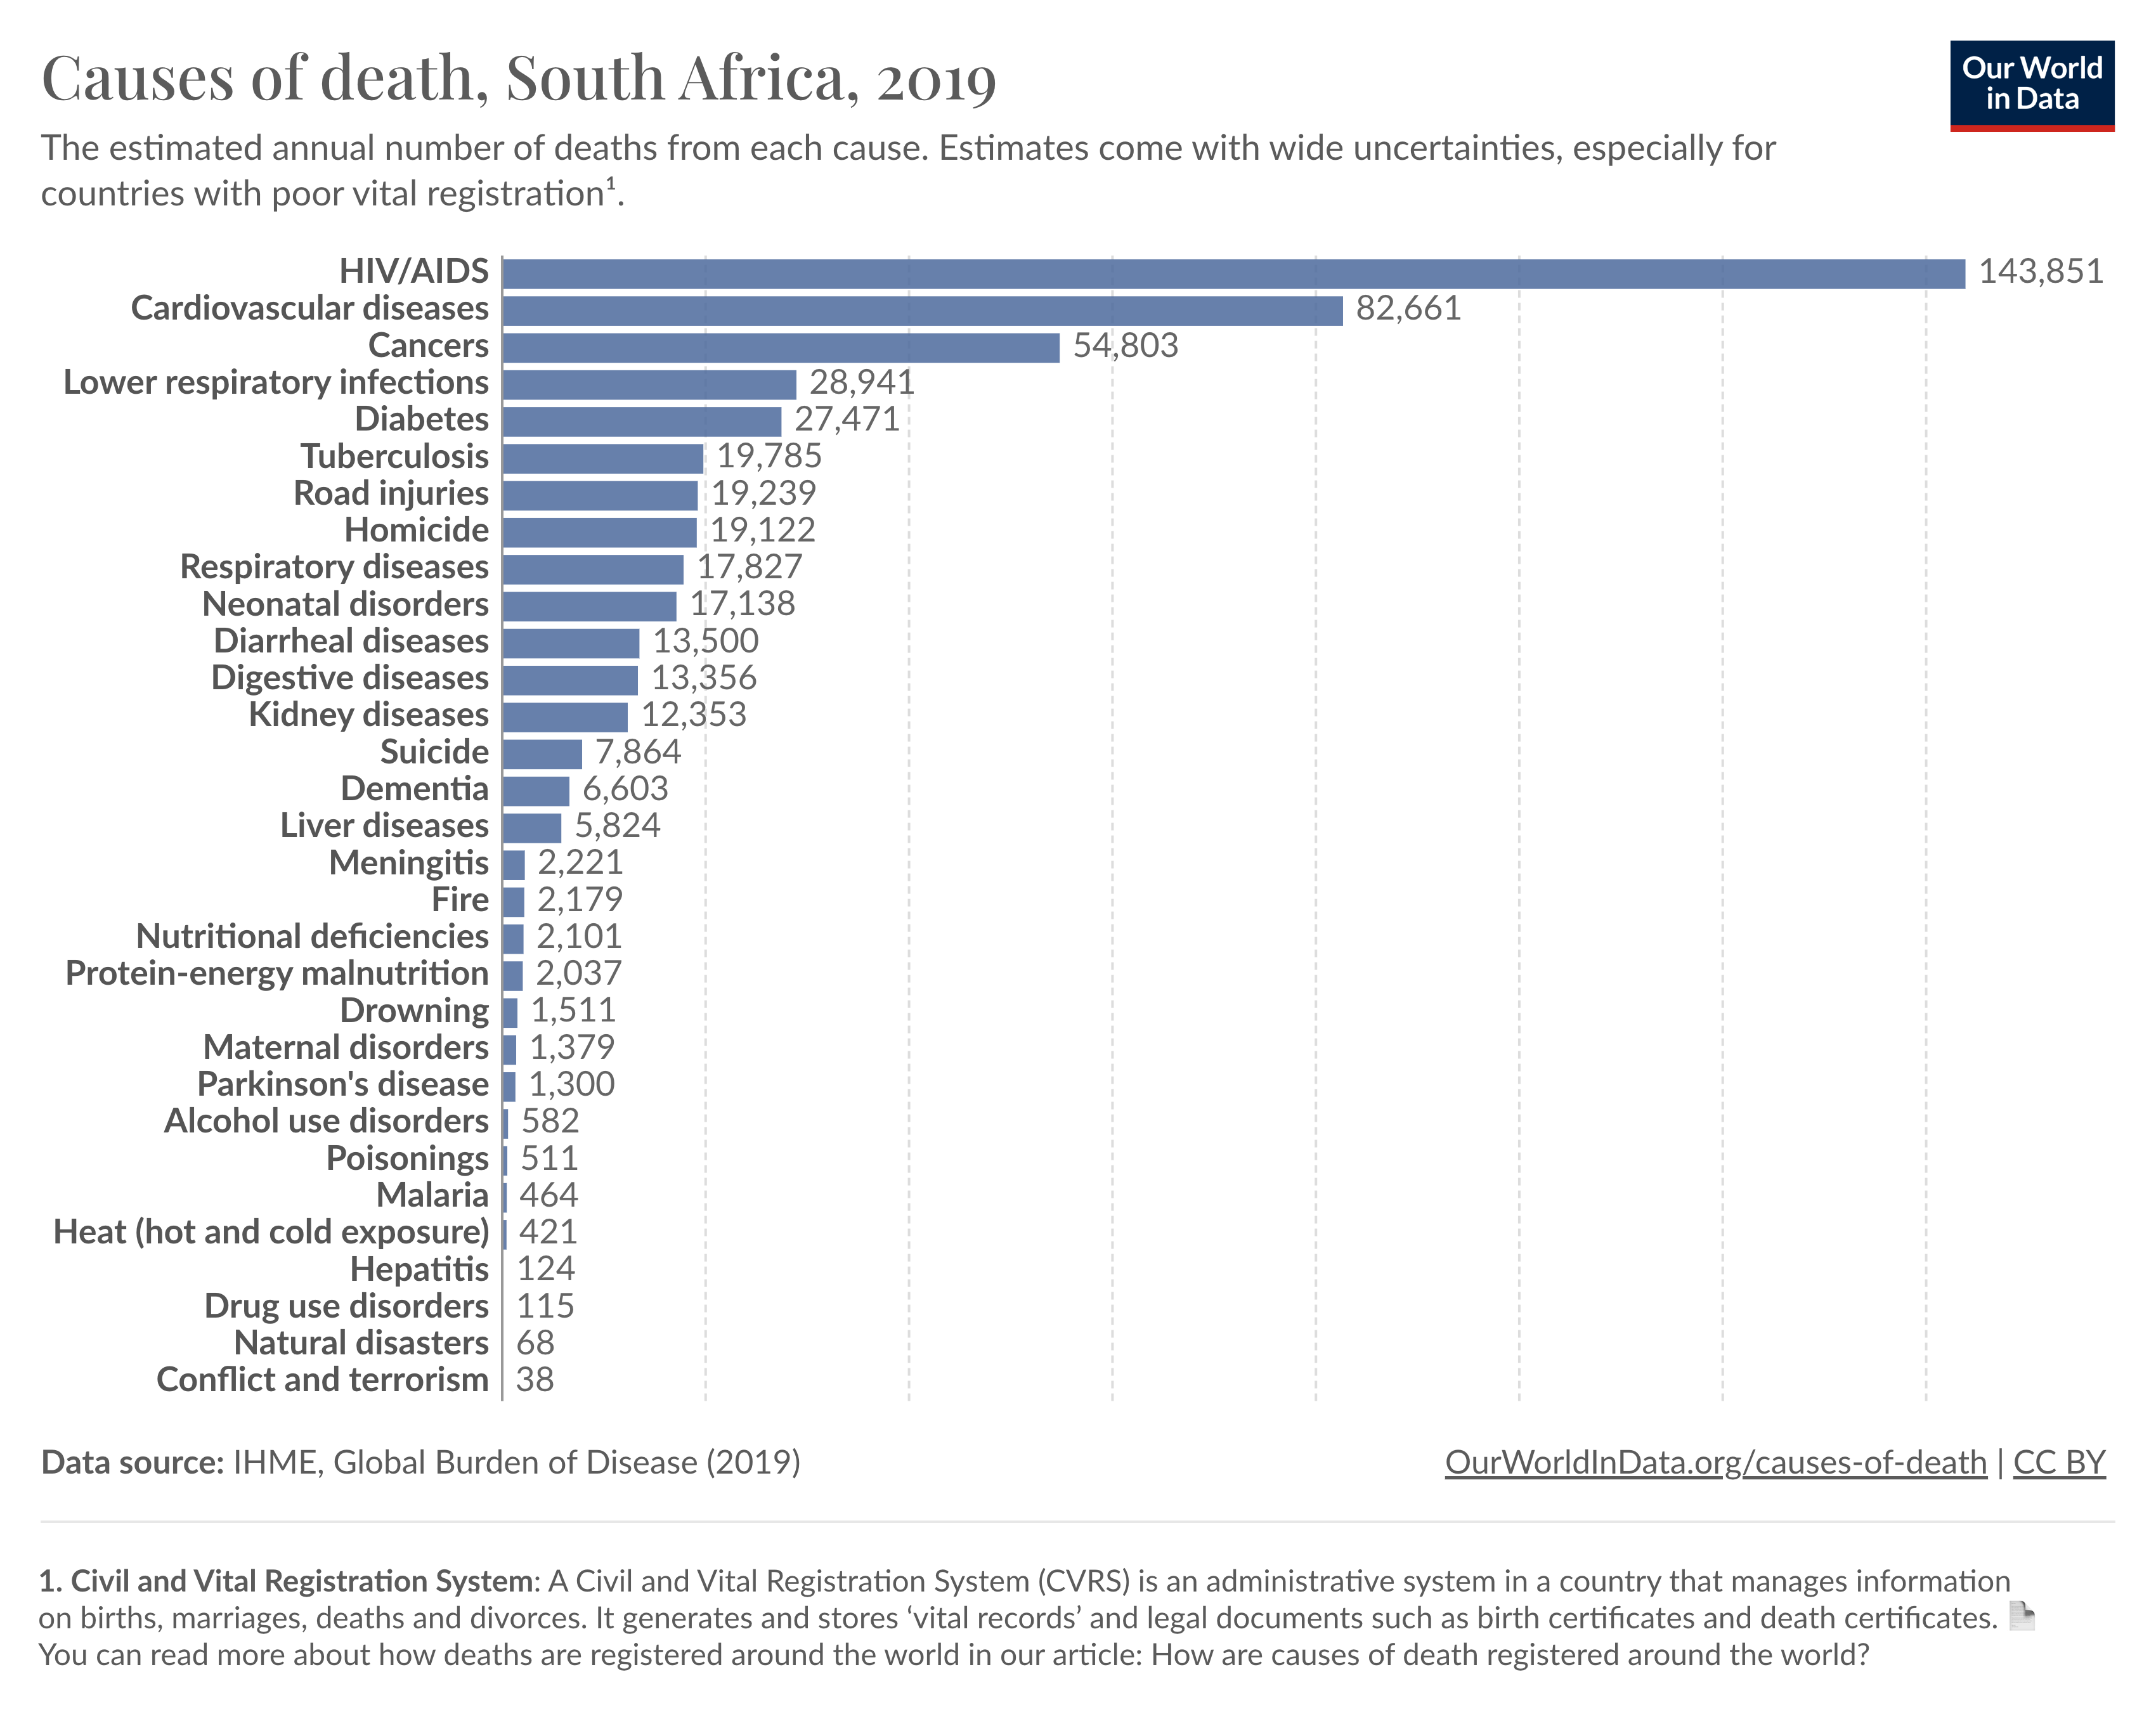 Causes of death, South Africa, 2019
Our World
in Data
The estimated annual number of deaths from each cause. Estimates come with wide uncertainties, especially for
countries with poor vital registration¹.
HIV/AIDS 143,851
Cardiovascular diseases 82,661
Cancers 54,803
Lower respiratory infections 28,941
Diabetes 27,471
Tuberculosis 19,785
Road injuries 19,239
Homicide 19,122
Respiratory diseases 17,827
Neonatal disorders 17,138
Diarrheal diseases 13,500
Digestive diseases 13,356
Kidney diseases 12,353
Suicide 7,864
Dementia 6,603
Liver diseases 5,824
Meningitis 2,221
Fire 2,179
Nutritional deficiencies 2,101
Protein-energy malnutrition 2,037
Drowning 1,511
Maternal disorders 1,379
Parkinson's disease 1,300
Alcohol use disorders 582
Poisonings 511
Malaria 464
Heat (hot and cold exposure) 421
Hepatitis 124
Drug use disorders 115
Natural disasters 68
Conflict and terrorism 38
Data source: IHME, Global Burden of Disease (2019)
OurWorldInData.org/causes-of-death | CC BY
1. Civil and Vital Registration System: A Civil and Vital Registration System (CVRS) is an administrative system in a country that manages information
on births, marriages, deaths and divorces. It generates and stores ‘vital records’ and legal documents such as birth certificates and death certificates.
You can read more about how deaths are registered around the world in our article: How are causes of death registered around the world?